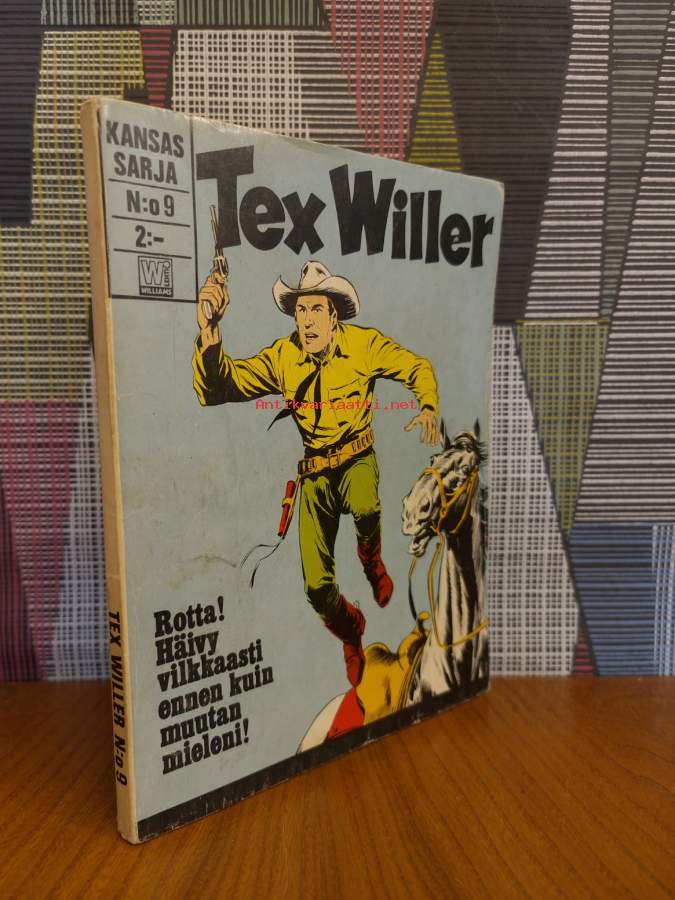 KANSAS
SARJA
N:o 9
2:-
W
LEHTI
WILLIAMS
Tex Willer
Antikvariaatti.net
Rotta!
Häivy
vilkkaasti
ennen kuin
muutan
mieleni!
TEX WILLER N:o 9